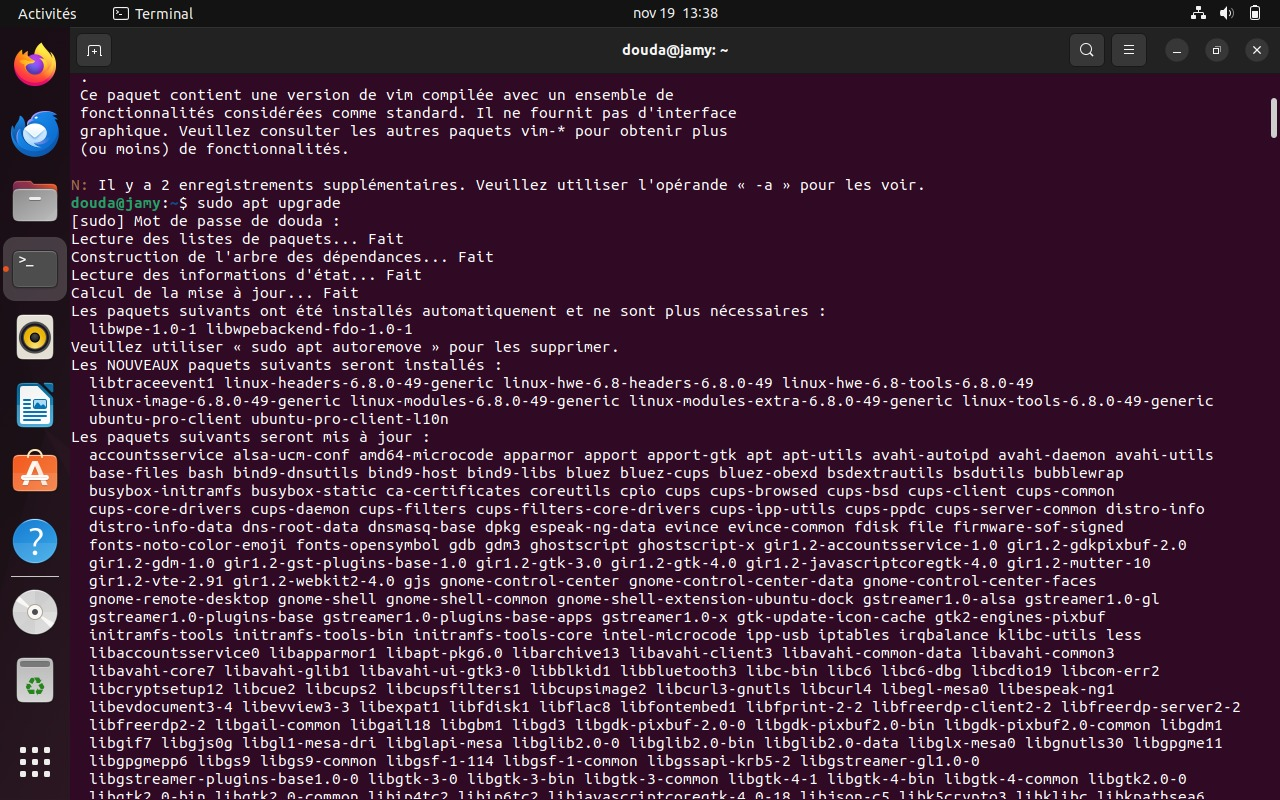 Activités
Terminal
nov 19 13:38
douda@jamy: ~
.
Ce paquet contient une version de vim compilée avec un ensemble de
fonctionnalités considérées comme standard. Il ne fournit pas d'interface
graphique. Veuillez consulter les autres paquets vim-* pour obtenir plus
(ou moins) de fonctionnalités.
N: Il y a 2 enregistrements supplémentaires. Veuillez utiliser l'opérande « -a » pour les voir.
douda@jamy:~$ sudo apt upgrade
[sudo] Mot de passe de douda :
Lecture des listes de paquets... Fait
Construction de l'arbre des dépendances... Fait
Lecture des informations d'état... Fait
Calcul de la mise à jour... Fait
Les paquets suivants ont été installés automatiquement et ne sont plus nécessaires :
libwpe-1.0-1 libwpebackend-fdo-1.0-1
Veuillez utiliser « sudo apt autoremove » pour les supprimer.
Les NOUVEAUX paquets suivants seront installés :
libtraceevent1 linux-headers-6.8.0-49-generic linux-hwe-6.8-headers-6.8.0-49 linux-hwe-6.8-tools-6.8.0-49
linux-image-6.8.0-49-generic linux-modules-6.8.0-49-generic linux-modules-extra-6.8.0-49-generic linux-tools-6.8.0-49-generic
ubuntu-pro-client ubuntu-pro-client-l10n
Les paquets suivants seront mis à jour :
accountsservice alsa-ucm-conf amd64-microcode apparmor apport apport-gtk apt apt-utils avahi-autoipd avahi-daemon avahi-utils
base-files bash bind9-dnsutils bind9-host bind9-libs bluez bluez-cups bluez-obexd bsdextrautils bsdutils bubblewrap
busybox-initramfs busybox-static ca-certificates coreutils cpio cups cups-browsed cups-bsd cups-client cups-common
cups-core-drivers cups-daemon cups-filters cups-filters-core-drivers cups-ipp-utils cups-ppdc cups-server-common distro-info
distro-info-data dns-root-data dnsmasq-base dpkg espeak-ng-data evince evince-common fdisk file firmware-sof-signed
fonts-noto-color-emoji fonts-opensymbol gdb gdm3 ghostscript ghostscript-x gir1.2-accountsservice-1.0 gir1.2-gdkpixbuf-2.0
gir1.2-gdm-1.0 gir1.2-gst-plugins-base-1.0 gir1.2-gtk-3.0 gir1.2-gtk-4.0 gir1.2-javascriptcoregtk-4.0 gir1.2-mutter-10
gir1.2-vte-2.91 gir1.2-webkit2-4.0 gjs gnome-control-center gnome-control-center-data gnome-control-center-faces
gnome-remote-desktop gnome-shell gnome-shell-common gnome-shell-extension-ubuntu-dock gstreamer1.0-alsa gstreamer1.0-gl
gstreamer1.0-plugins-base gstreamer1.0-plugins-base-apps gstreamer1.0-x gtk-update-icon-cache gtk2-engines-pixbuf
initramfs-tools initramfs-tools-bin initramfs-tools-core intel-microcode ipp-usb iptables irqbalance klibc-utils less
libaccountsservice0 libapparmor1 libapt-pkg6.0 libarchive13 libavahi-client3 libavahi-common-data libavahi-common3
libavahi-core7 libavahi-glib1 libavahi-ui-gtk3-0 libblkid1 libbluetooth3 libc-bin libc6 libc6-dbg libcdio19 libcom-err2
libcryptsetup12 libcue2 libcups2 libcupsfilters1 libcupsimage2 libcurl3-gnutls libcurl4 libegl-mesa0 libespeak-ng1
libevdocument3-4 libevview3-3 libexpat1 libfdisk1 libflac8 libfontembed1 libfprint-2-2 libfreerdp-client2-2 libfreerdp-server2-2
libfreerdp2-2 libgail-common libgail18 libgbm1 libgd3 libgdk-pixbuf-2.0-0 libgdk-pixbuf2.0-bin libgdk-pixbuf2.0-common libgdm1
libgif7 libgjs0g libgl1-mesa-dri libglapi-mesa libglib2.0-0 libglib2.0-bin libglib2.0-data libglx-mesa0 libgnutls30 libgpgme11
libgpgmepp6 libgs9 libgs9-common libgsf-1-114 libgsf-1-common libgssapi-krb5-2 libgstreamer-gl1.0-0
libgstreamer-plugins-base1.0-0 libgtk-3-0 libgtk-3-bin libgtk-3-common libgtk-4-1 libgtk-4-bin libgtk-4-common libgtk2.0-0
libgtk2.0-bin libgtk2.0-common libip4tc2 libip6tc2 libjavascriptcoregtk-4.0-18 libjson-c5 libk5crypto3 libklibc libkpathsea6